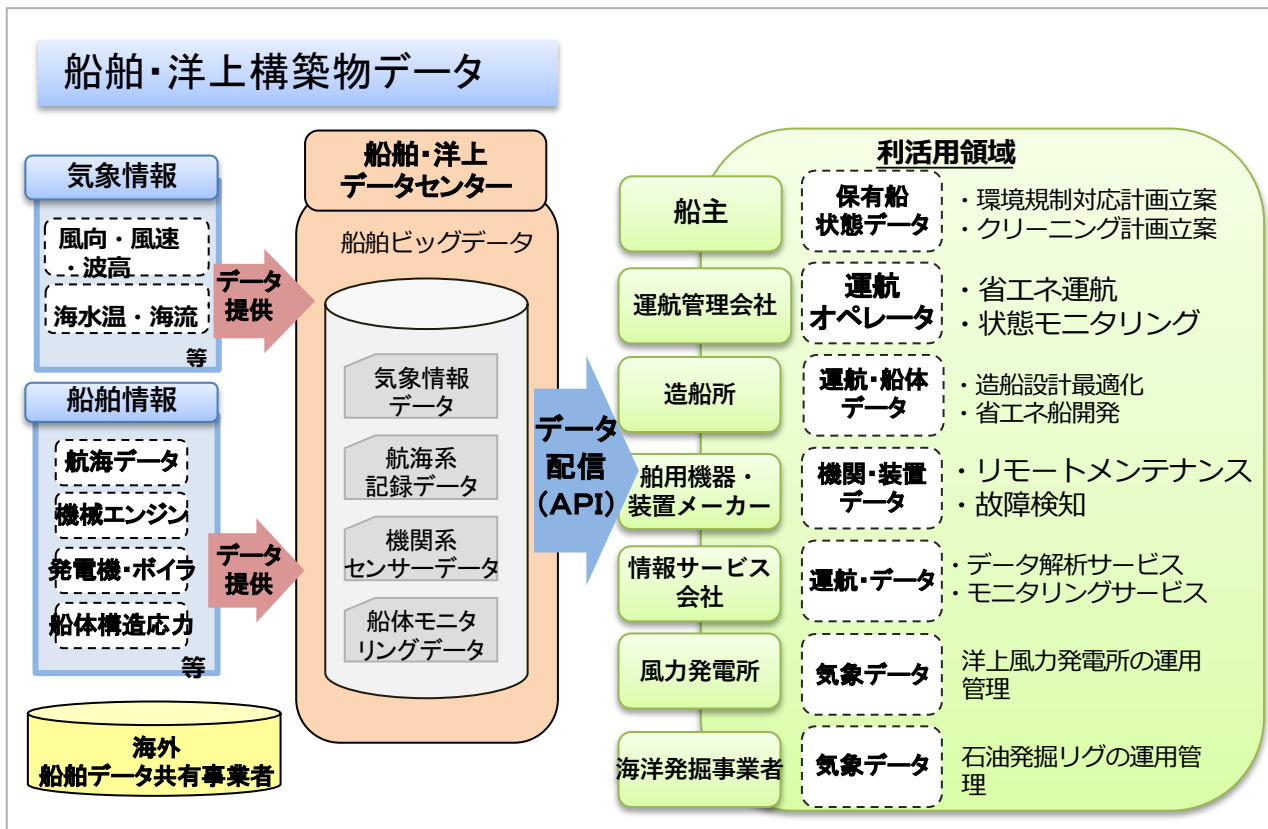 船舶・洋上構築物データ
気象情報
風向・風速
・波高
海水温・海流
等
データ
提供
船舶情報
航海データ
機械エンジン
発電機・ボイラ
船体構造応力
等
データ
提供
海外
船舶データ共有事業者
船舶・洋上
データセンター
船舶ビッグデータ
気象情報
データ
航海系
記録データ
機関系
センサーデータ
船体モニタ
リングデータ
データ
配信
(API)
利活用領域
船主
保有船
状態データ
・環境規制対応計画立案
・クリーニング計画立案
運航管理会社
運航
オペレータ
・省エネ運航
・状態モニタリング
造船所
運航・船体
データ
・造船設計最適化
・省エネ船開発
舶用機器・
装置メーカー
機関・装置
データ
・リモートメンテナンス
・故障検知
情報サービス
会社
運航・データ
・データ解析サービス
・モニタリングサービス
風力発電所
気象データ
洋上風力発電所の運用
管理
海洋発掘事業者
気象データ
石油発掘リグの運用管
理